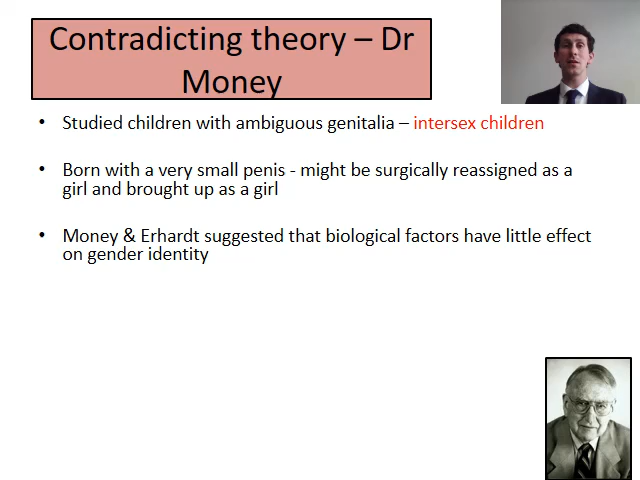 Contradicting theory – Dr
Money
• Studied children with ambiguous genitalia – intersex children
• Born with a very small penis - might be surgically reassigned as a
girl and brought up as a girl
• Money & Erhardt suggested that biological factors have little effect
on gender identity